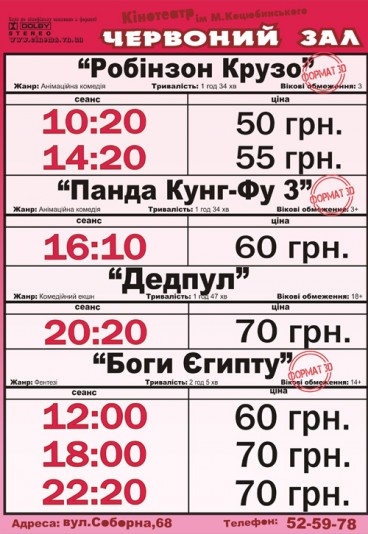 Кінотеатр ім М.Коцюбинського
DOLBY
STEREO
ЧЕРВОНИЙ ЗАЛ
“Робінзон Крузо”
ФОРМАТ 3D
Жанр: Анімаційна комедія Тривалість: 1 год 34 хв Вікові обмеження: 3
сеанс ціна
10:20 50 грн.
14:20 55 грн.
“Панда Кунг-Фу 3”
ФОРМАТ 3D
Жанр: Анімаційна комедія Тривалість: 1 год 34 хв Вікові обмеження: 3+
сеанс ціна
16:10 60 грн.
“Дедпул”
Жанр: Комедійний екшн Тривалість: 1 год 47 хв Вікові обмеження: 18+
сеанс ціна
20:20 70 грн.
“Боги Єгипту”
ФОРМАТ 3D
Жанр: Фентезі Тривалість: 2 год 5 хв Вікові обмеження: 14+
сеанс ціна
12:00 60 грн.
18:00 70 грн.
22:20 70 грн.
Адреса: вул.Соборна,68 Телефон: 52-59-78